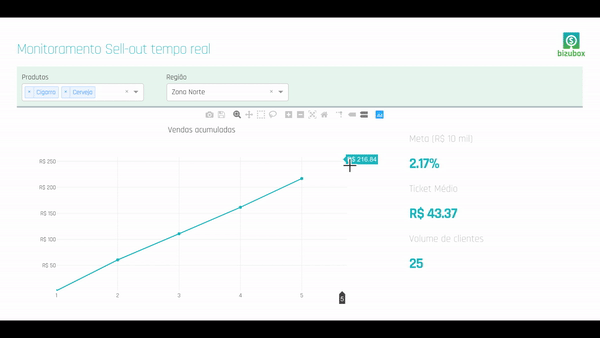 Monitoramento Sell-out tempo real
bizubox
Produtos
Região
× Cigarro × Cerveja
Zona Norte
Vendas acumuladas
R$ 250
R$ 200
R$ 150
R$ 100
R$ 50
1 2 3 4 5
R$ 216.84
5
Meta (R$ 10 mil)
2.17%
Ticket Médio
R$ 43.37
Volume de clientes
25